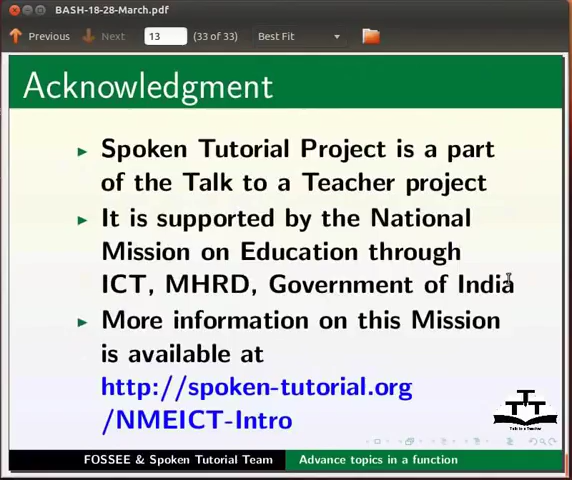 BASH-18-28-March.pdf
Previous Next 13 (33 of 33) Best Fit
Acknowledgment
Spoken Tutorial Project is a part
of the Talk to a Teacher project
It is supported by the National
Mission on Education through
ICT, MHRD, Government of India
More information on this Mission
is available at
http://spoken-tutorial.org
/NMEICT-Intro
Talk to a Teacher
FOSSEE & Spoken Tutorial Team Advance topics in a function